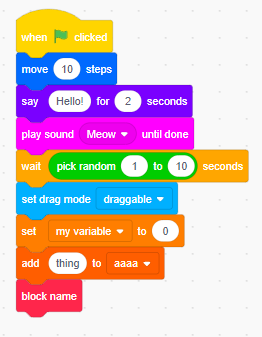 when clicked
move 10 steps
say Hello! for 2 seconds
play sound Meow until done
wait pick random 1 to 10 seconds
set drag mode draggable
set my variable to 0
add thing to aaaa
block name